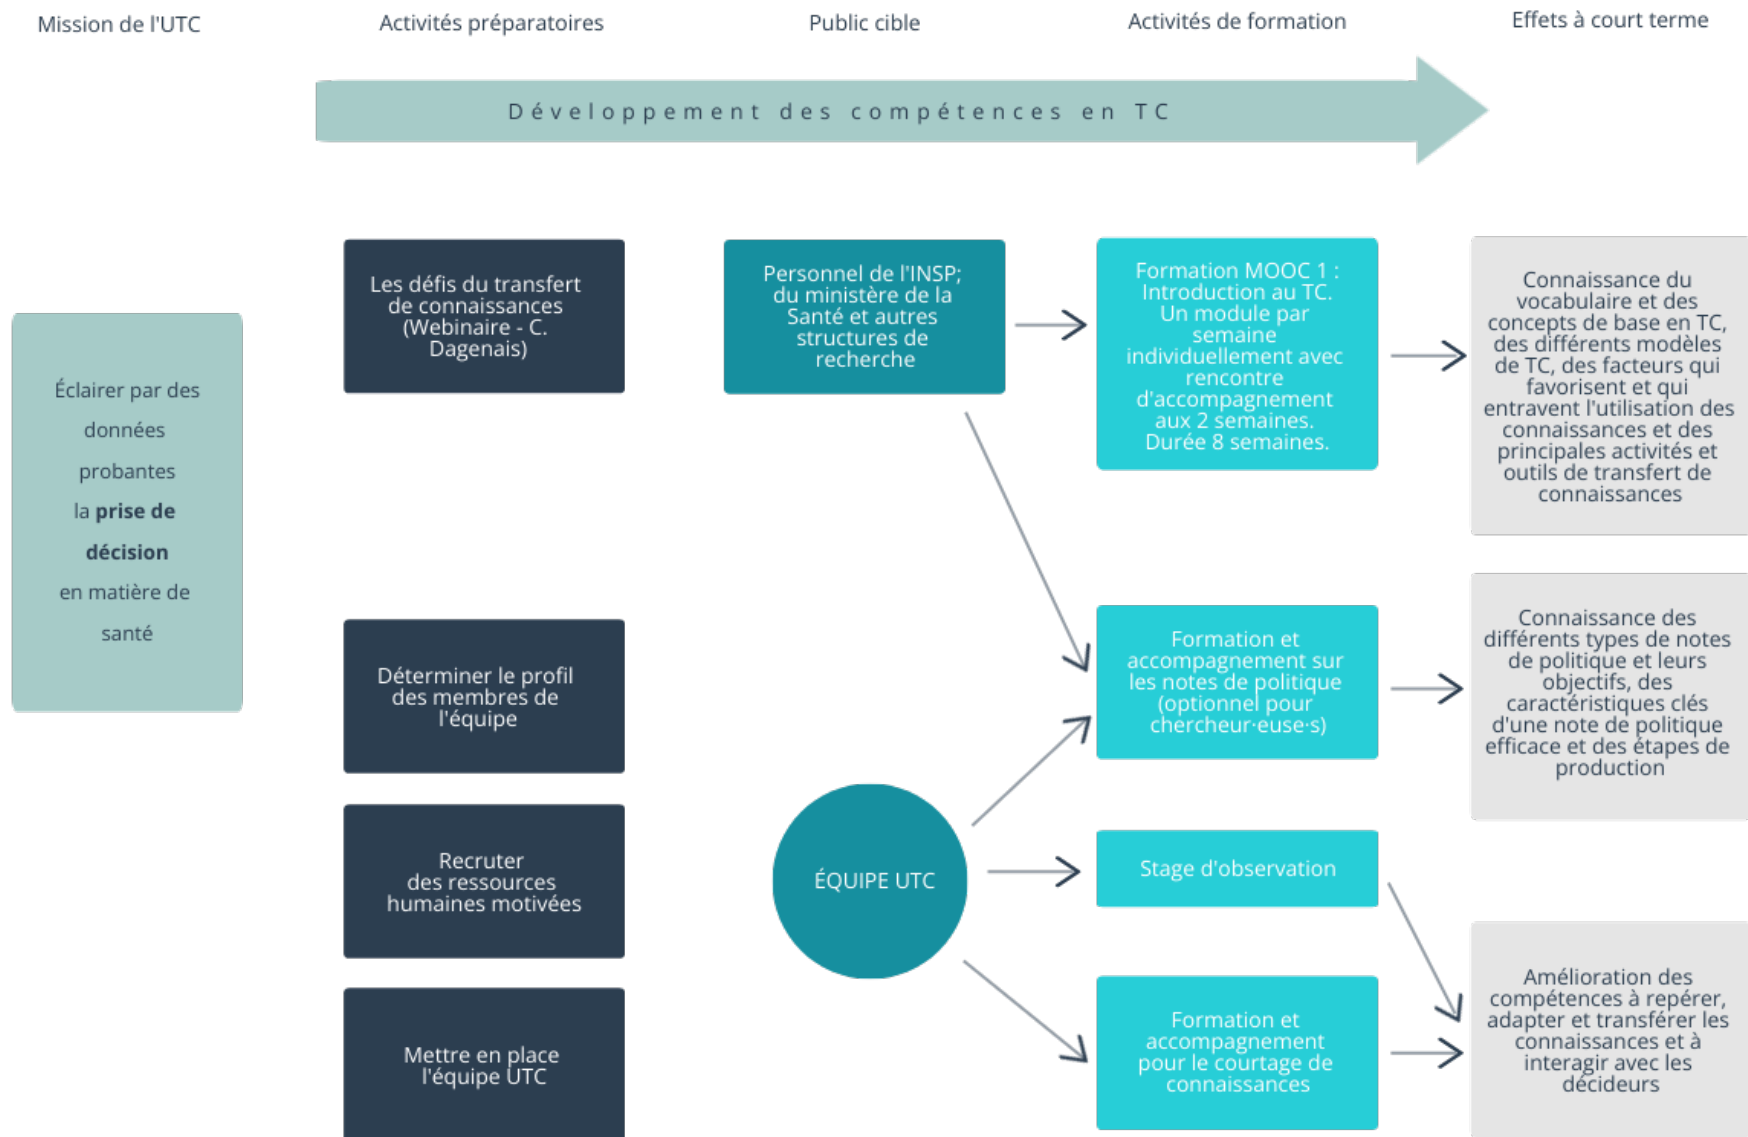 Mission de l'UTC
Activités préparatoires
Public cible
Activités de formation
Effets à court terme
Développement des compétences en TC
Éclairer par des
données
probantes
la prise de
décision
en matière de
santé
Les défis du transfert
de connaissances
(Webinaire - C.
Dagenais)
Déterminer le profil
des membres de
l'équipe
Recruter
des ressources
humaines motivées
Mettre en place
l'équipe UTC
Personnel de l'INSP;
du ministère de la
Santé et autres
structures de
recherche
ÉQUIPE UTC
Formation MOOC 1 :
Introduction au TC.
Un module par
semaine
individuellement avec
rencontre
d'accompagnement
aux 2 semaines.
Durée 8 semaines.
Formation et
accompagnement sur
les notes de politique
(optionnel pour
chercheur·euse·s)
Stage d'observation
Formation et
accompagnement
pour le courtage de
connaissances
Connaissance du
vocabulaire et des
concepts de base en TC,
des différents modèles
de TC, des facteurs qui
favorisent et qui
entravent l'utilisation des
connaissances et des
principales activités et
outils de transfert de
connaissances
Connaissance des
différents types de notes
de politique et leurs
objectifs, des
caractéristiques clés
d'une note de politique
efficace et des étapes de
production
Amélioration des
compétences à repérer,
adapter et transférer les
connaissances et à
interagir avec les
décideurs